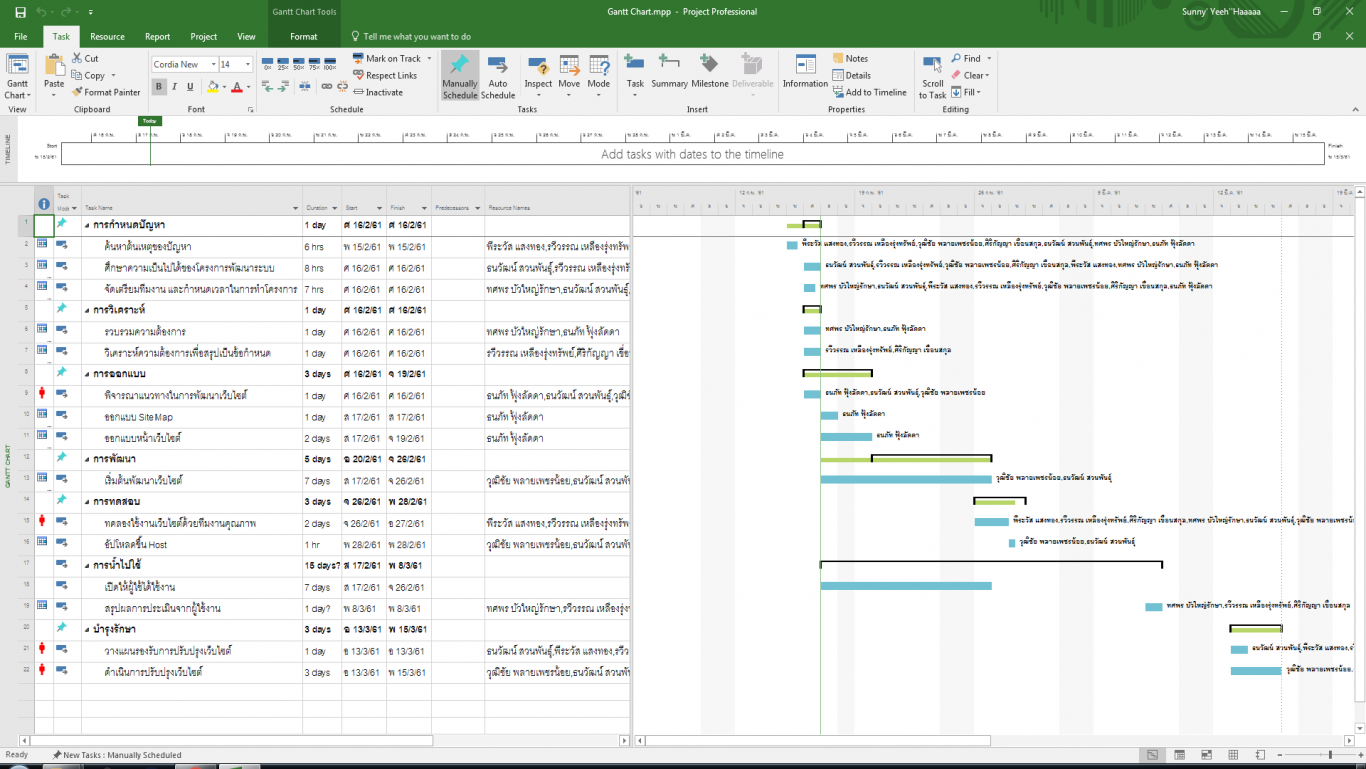 Gantt Chart Tools
Gantt Chart.mpp - Project Professional
Sunny' Yeeh"Haaaaa
File Task Resource Report Project View Format Tell me what you want to do
Gantt Chart
View
Paste
Cut
Copy
Format Painter
Clipboard
Cordia New 14
B I U A
Font
0% 25% 50% 75% 100%
Mark on Track
Respect Links
Inactivate
Schedule
Manually Schedule
Auto Schedule
Inspect
Move
Mode
Tasks
Task
Summary
Milestone
Deliverable
Insert
Information
Notes
Details
Add to Timeline
Properties
Scroll to Task
Find
Clear
Fill
Editing
TIMELINE
Today
Start
พ 15/2/61
Add tasks with dates to the timeline
Finish
พ 15/3/61
GANTT CHART
Task Mode Task Name Duration Start Finish Predecessors Resource Names
'61 12 ก.พ. '61 19 ก.พ. '61 26 ก.พ. '61 5 มี.ค. '61 12 มี.ค. '61
1 การกำหนดปัญหา 1 day ศ 16/2/61 ศ 16/2/61
2 ค้นหาต้นเหตุของปัญหา 6 hrs พ 15/2/61 พ 15/2/61 พีระวัส แสงทอง,รวีวรรณ เหลืองรุ่งทรัพ
พีระวัส แสงทอง,รวีวรรณ เหลืองรุ่งทรัพย์,วุฒิชัย พลายเพชรน้อย,ศิริกัญญา เขื่อนสกุล,ธนวัฒน์ สวนพันธุ์,ทศพร บัวใหญ่รักษา,ธนภัท ฟุ้งลัดดา
3 ศึกษาความเป็นไปได้ของโครงการพัฒนาระบบ 8 hrs ศ 16/2/61 ศ 16/2/61 ธนวัฒน์ สวนพันธุ์,รวีวรรณ เหลืองรุ่งทรั
ธนวัฒน์ สวนพันธุ์,รวีวรรณ เหลืองรุ่งทรัพย์,วุฒิชัย พลายเพชรน้อย,ศิริกัญญา เขื่อนสกุล,พีระวัส แสงทอง,ทศพร บัวใหญ่รักษา,ธนภัท ฟุ้งลัดดา
4 จัดเตรียมทีมงาน และกำหนดเวลาในการทำโครงการ 7 hrs ศ 16/2/61 ศ 16/2/61 ทศพร บัวใหญ่รักษา,ธนวัฒน์ สวนพันธุ์,
ทศพร บัวใหญ่รักษา,ธนวัฒน์ สวนพันธุ์,พีระวัส แสงทอง,รวีวรรณ เหลืองรุ่งทรัพย์,วุฒิชัย พลายเพชรน้อย,ศิริกัญญา เขื่อนสกุล,ธนภัท ฟุ้งลัดดา
5 การวิเคราะห์ 1 day ศ 16/2/61 ศ 16/2/61
6 รวบรวมความต้องการ 1 day ศ 16/2/61 ศ 16/2/61 ทศพร บัวใหญ่รักษา,ธนภัท ฟุ้งลัดดา
ทศพร บัวใหญ่รักษา,ธนภัท ฟุ้งลัดดา
7 วิเคราะห์ความต้องการเพื่อสรุปเป็นข้อกำหนด 1 day ศ 16/2/61 ศ 16/2/61 รวีวรรณ เหลืองรุ่งทรัพย์,ศิริกัญญา เขื่อ
รวีวรรณ เหลืองรุ่งทรัพย์,ศิริกัญญา เขื่อนสกุล
8 การออกแบบ 3 days ศ 16/2/61 จ 19/2/61
9 พิจารณาแนวทางในการพัฒนาเว็บไซต์ 1 day ศ 16/2/61 ศ 16/2/61 ธนภัท ฟุ้งลัดดา,ธนวัฒน์ สวนพันธุ์,วุฒิชั
ธนภัท ฟุ้งลัดดา,ธนวัฒน์ สวนพันธุ์,วุฒิชัย พลายเพชรน้อย
10 ออกแบบ Site Map 1 day ส 17/2/61 ส 17/2/61 ธนภัท ฟุ้งลัดดา
ธนภัท ฟุ้งลัดดา
11 ออกแบบหน้าเว็บไซต์ 2 days ส 17/2/61 จ 19/2/61 ธนภัท ฟุ้งลัดดา
ธนภัท ฟุ้งลัดดา
12 การพัฒนา 5 days อ 20/2/61 จ 26/2/61
13 เริ่มต้นพัฒนาเว็บไซต์ 7 days ส 17/2/61 จ 26/2/61 วุฒิชัย พลายเพชรน้อย,ธนวัฒน์ สวนพัน
วุฒิชัย พลายเพชรน้อย,ธนวัฒน์ สวนพันธุ์
14 การทดสอบ 3 days จ 26/2/61 พ 28/2/61
15 ทดลองใช้งานเว็บไซต์ด้วยทีมงานคุณภาพ 2 days จ 26/2/61 อ 27/2/61 พีระวัส แสงทอง,รวีวรรณ เหลืองรุ่งทรัพ
พีระวัส แสงทอง,รวีวรรณ เหลืองรุ่งทรัพย์,ศิริกัญญา เขื่อนสกุล,ทศพร บัวใหญ่รักษา,ธนวัฒน์ สวนพันธุ์,วุฒิชัย พลายเพชรน้อย
16 อัปโหลดขึ้น Host 1 hr พ 28/2/61 พ 28/2/61 วุฒิชัย พลายเพชรน้อย,ธนวัฒน์ สวนพัน
วุฒิชัย พลายเพชรน้อย,ธนวัฒน์ สวนพันธุ์
17 การนำไปใช้ 15 days? ส 17/2/61 พ 8/3/61
18 เปิดให้ผู้ใช้ได้ใช้งาน 7 days ส 17/2/61 จ 26/2/61
19 สรุปผลการประเมินจากผู้ใช้งาน 1 day? พ 8/3/61 พ 8/3/61 ทศพร บัวใหญ่รักษา,รวีวรรณ เหลืองรุ่งท
ทศพร บัวใหญ่รักษา,รวีวรรณ เหลืองรุ่งทรัพย์,ศิริกัญญา เขื่อนสกุล
20 บำรุงรักษา 3 days อ 13/3/61 พ 15/3/61
21 วางแผนรองรับการปรับปรุงเว็บไซต์ 1 day อ 13/3/61 อ 13/3/61 ธนวัฒน์ สวนพันธุ์,พีระวัส แสงทอง,รวีว
ธนวัฒน์ สวนพันธุ์,พีระวัส แสงทอง,
22 ดำเนินการปรับปรุงเว็บไซต์ 3 days อ 13/3/61 พ 15/3/61 วุฒิชัย พลายเพชรน้อย,ธนวัฒน์ สวนพัน
วุฒิชัย พลายเพชรน้อย,
Ready New Tasks : Manually Scheduled